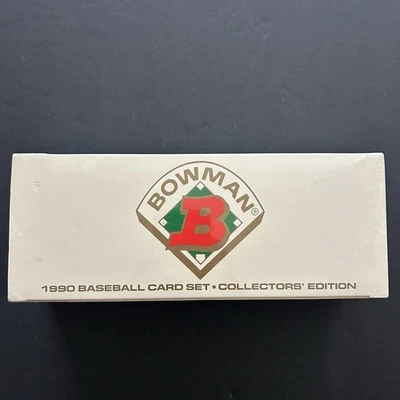 BOWMAN®
B
1990 BASEBALL CARD SET • COLLECTORS' EDITION